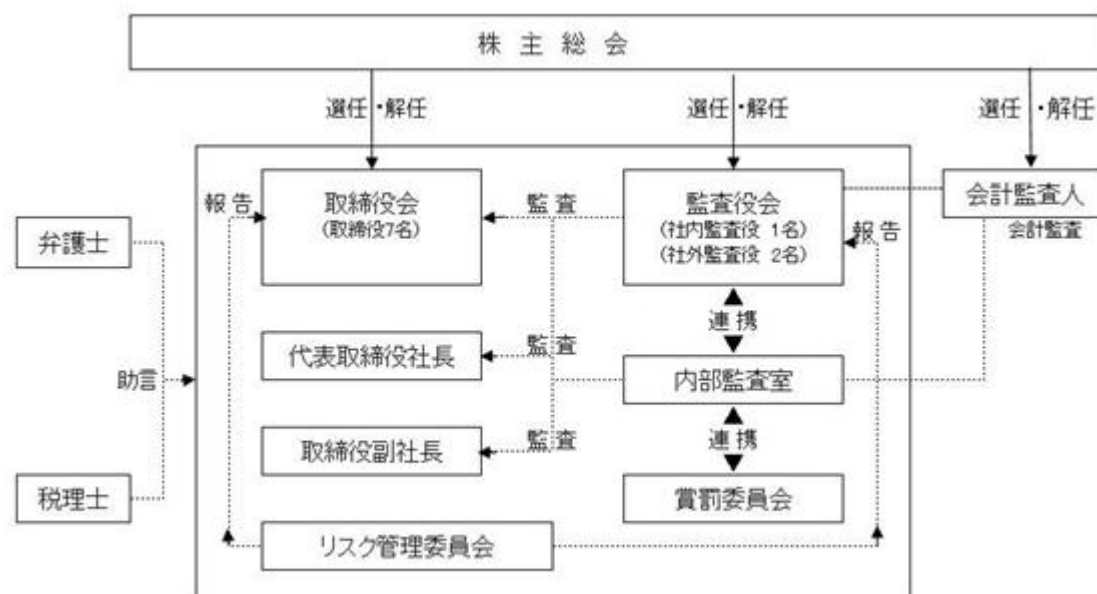 株主総会
選任・解任
選任・解任
選任・解任
報告
取締役会
(取締役7名)
監査
監査役会
(社内監査役 1名)
(社外監査役 2名)
報告
会計監査人
会計監査
弁護士
連携
代表取締役社長
監査
内部監査室
助言
取締役副社長
監査
連携
税理士
賞罰委員会
リスク管理委員会